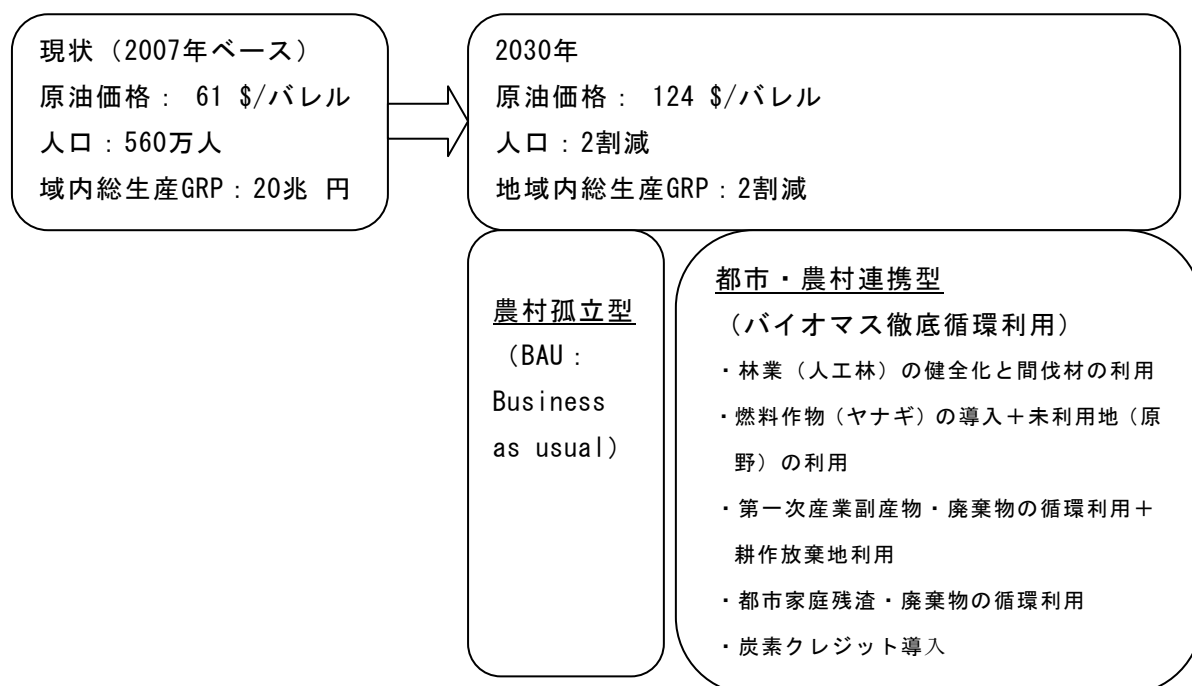 現状（2007年ベース）
原油価格： 61 $/バレル
人口：560万人
域内総生産GRP：20兆 円
2030年
原油価格： 124 $/バレル
人口：2割減
地域内総生産GRP：2割減
農村孤立型
（BAU：
Business
as usual）
都市・農村連携型
（バイオマス徹底循環利用）
・林業（人工林）の健全化と間伐材の利用
・燃料作物（ヤナギ）の導入＋未利用地（原
野）の利用
・第一次産業副産物・廃棄物の循環利用＋
耕作放棄地利用
・都市家庭残渣・廃棄物の循環利用
・炭素クレジット導入